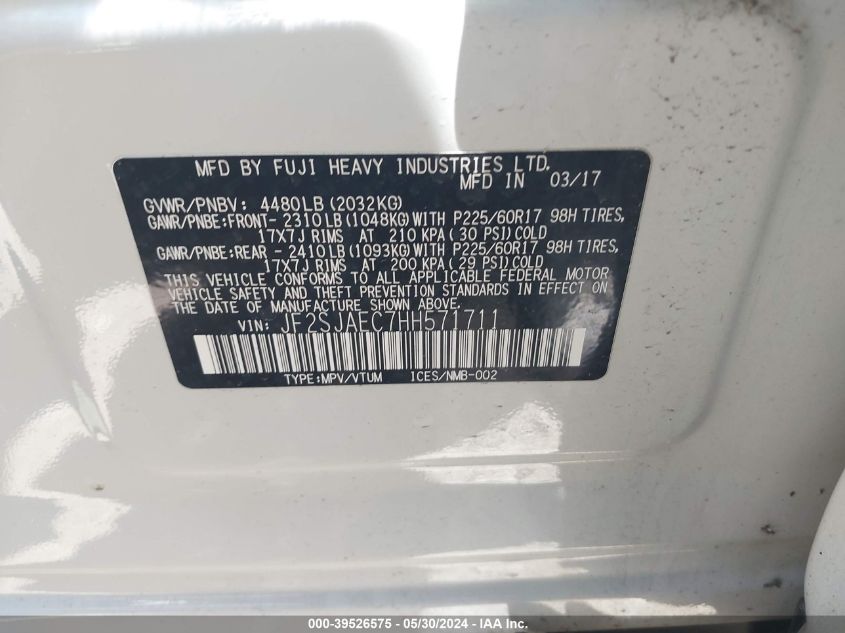 MFD BY FUJI HEAVY INDUSTRIES LTD.
MFD IN 03/17
GVWR/PNBV: 4480LB (2032KG)
GAWR/PNBE:FRONT- 2310LB (1048KG) WITH P225/60R17 98H TIRES,
17X7J RIMS AT 210 KPA ( 30 PSI) COLD
GAWR/PNBE:REAR - 2410LB (1093KG) WITH P225/60R17 98H TIRES,
17X7J RIMS AT 200 KPA ( 29 PSI) COLD
THIS VEHICLE CONFORMS TO ALL APPLICABLE FEDERAL MOTOR
VEHICLE SAFETY AND THEFT PREVENTION STANDARDS IN EFFECT ON
THE DATE OF MANUFACTURE SHOWN ABOVE.
VIN: JF2SJAEC7HH571711
TYPE:MPV/VTUM ICES/NMB-002
000-39526575 - 05/30/2024 - IAA